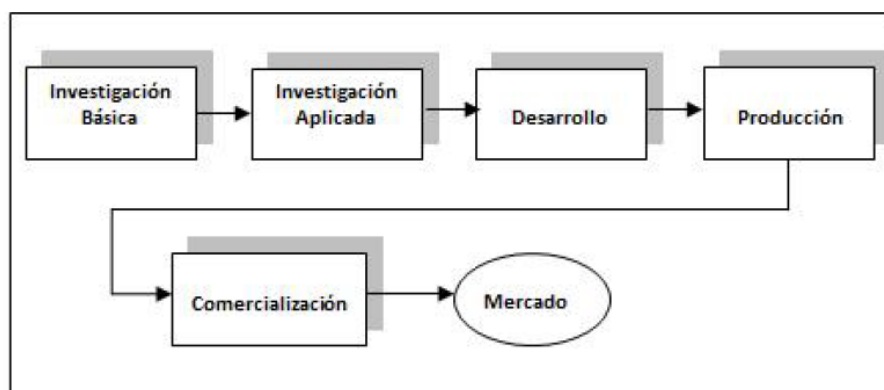 Investigación
Básica
Investigación
Aplicada
Desarrollo
Producción
Comercialización
Mercado